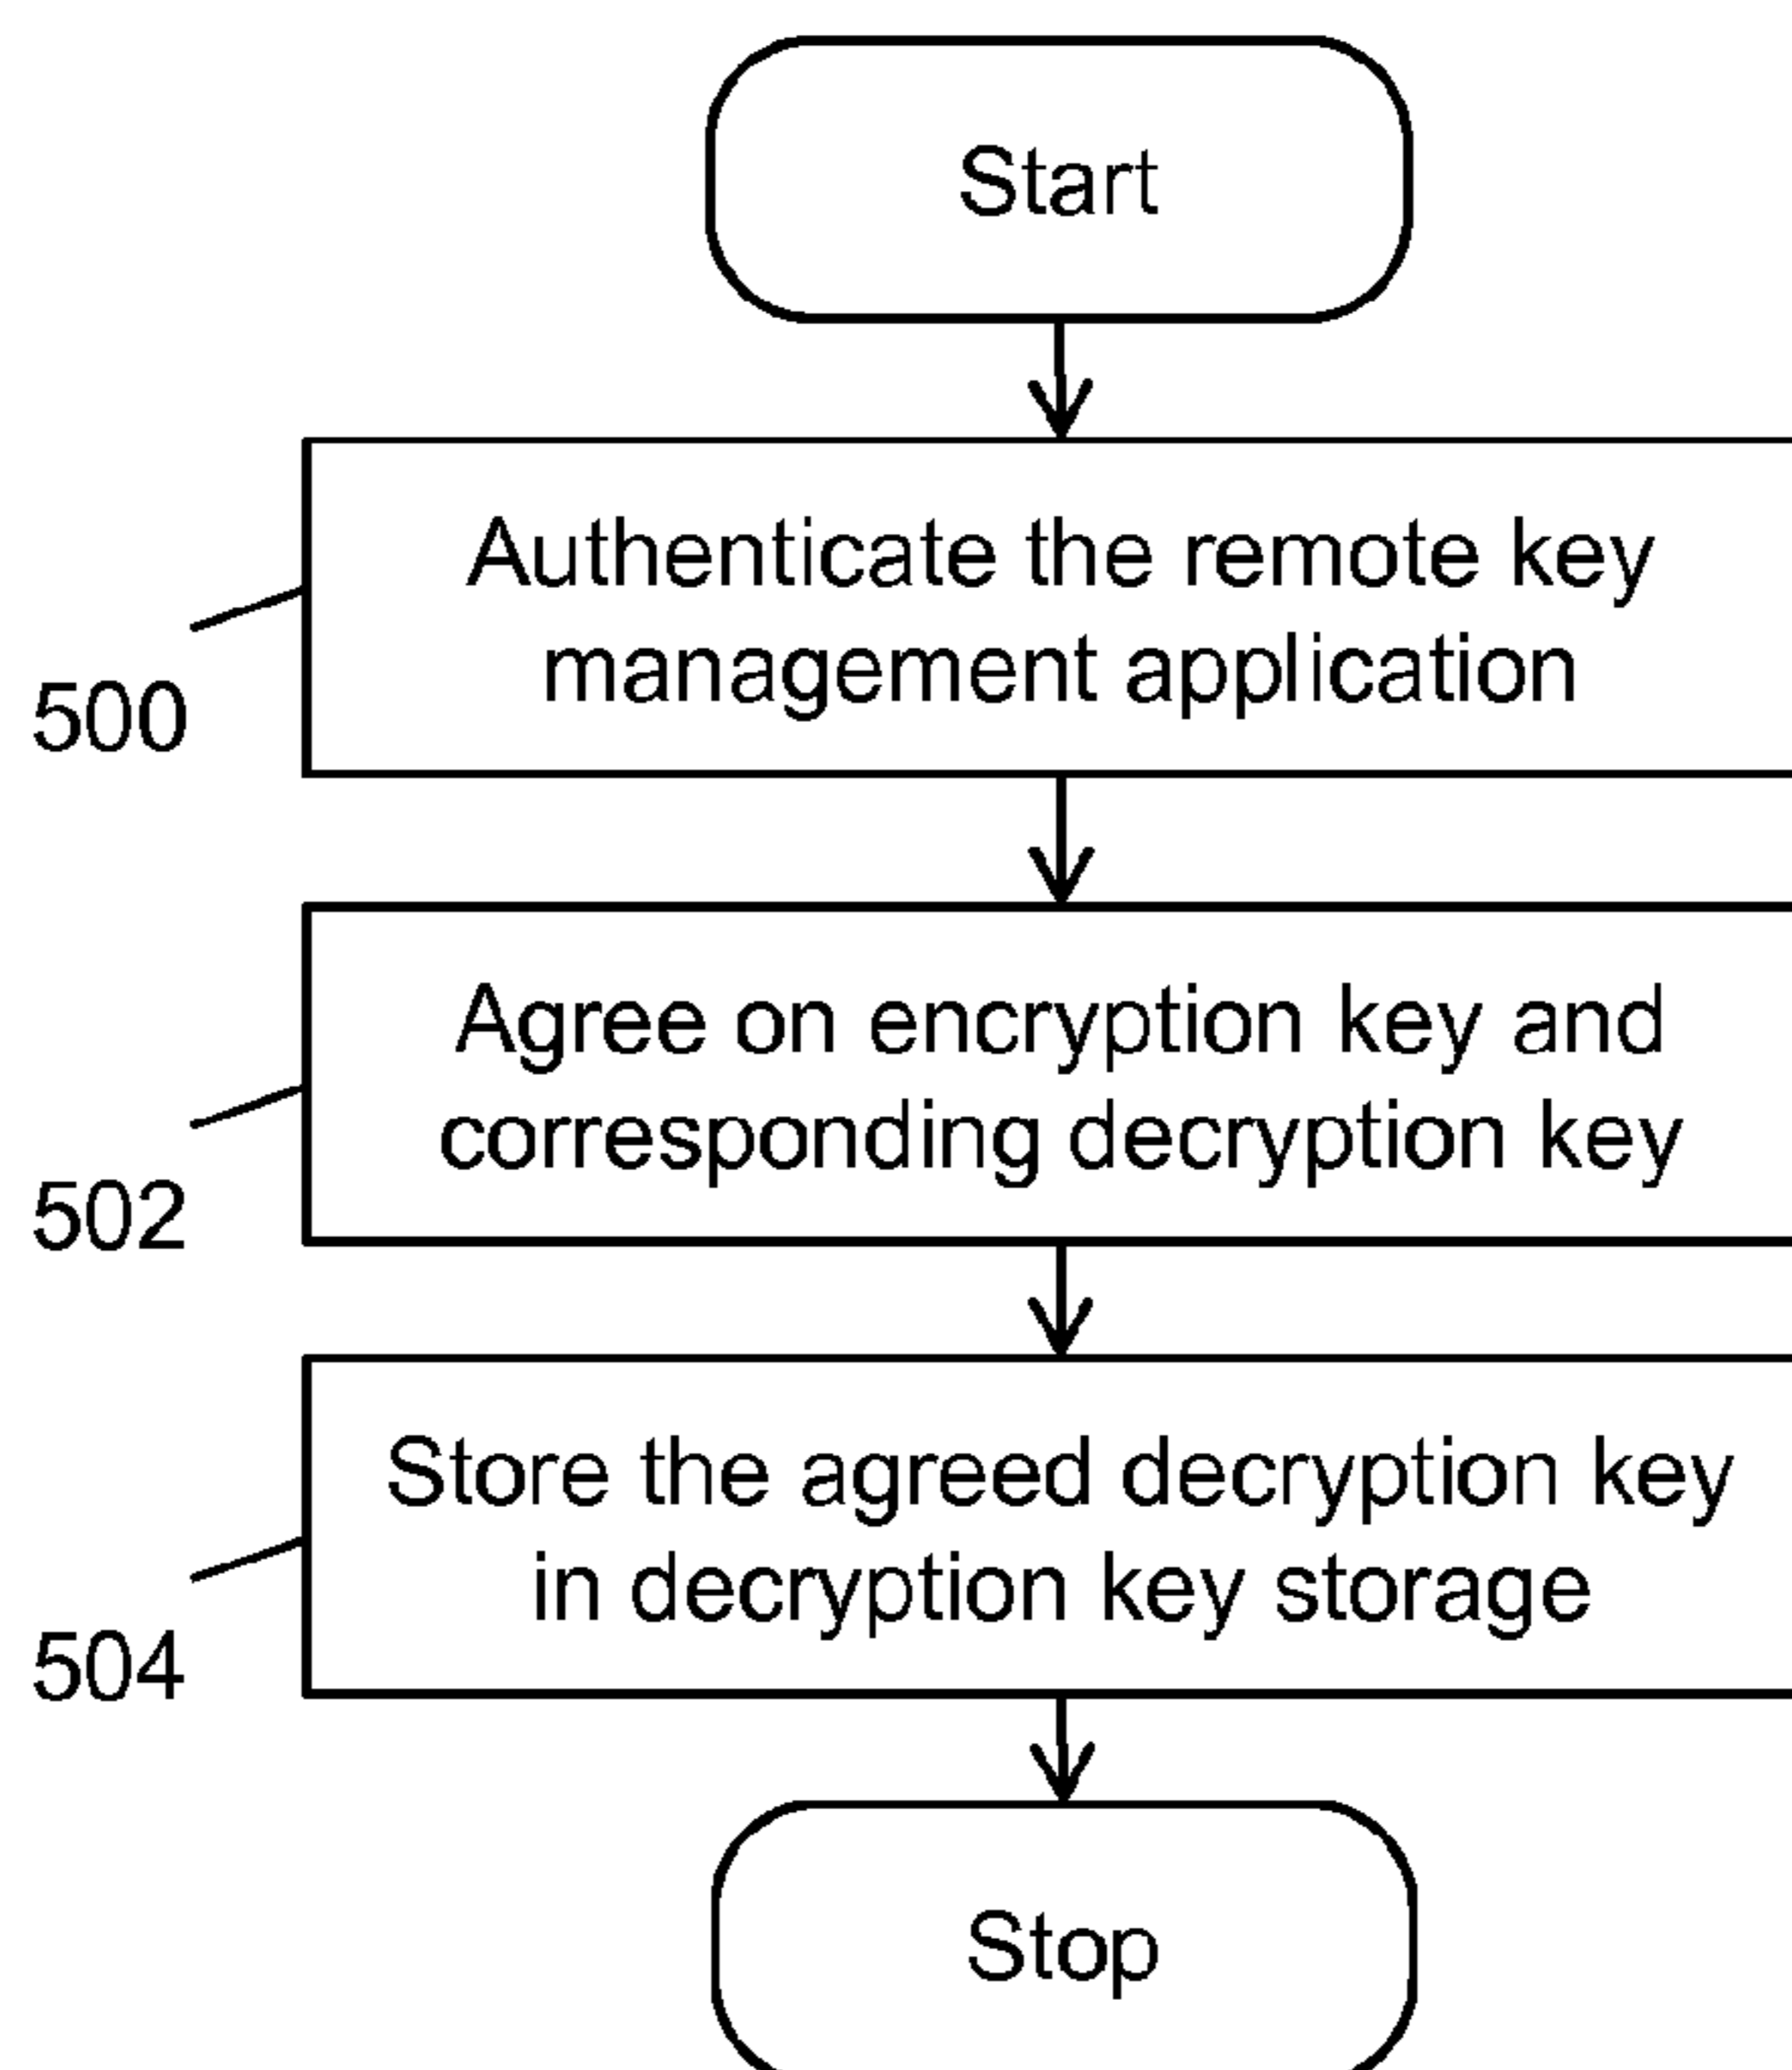 Start
Authenticate the remote key
management application
500
Agree on encryption key and
corresponding decryption key
502
Store the agreed decryption key
in decryption key storage
504
Stop